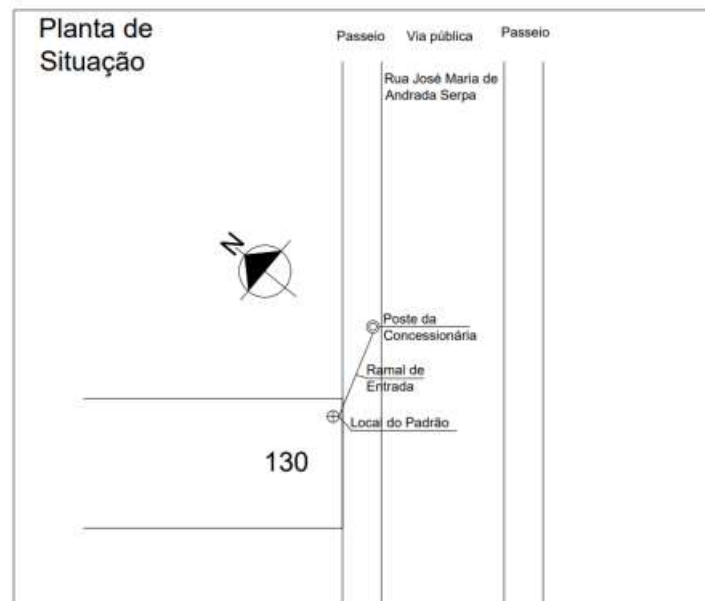 Planta de
Situação
Passeio
Via pública
Passeio
Rua José Maria de
Andrada Serpa
N
Poste da
Concessionária
Ramal de
Entrada
Local do Padrão
130